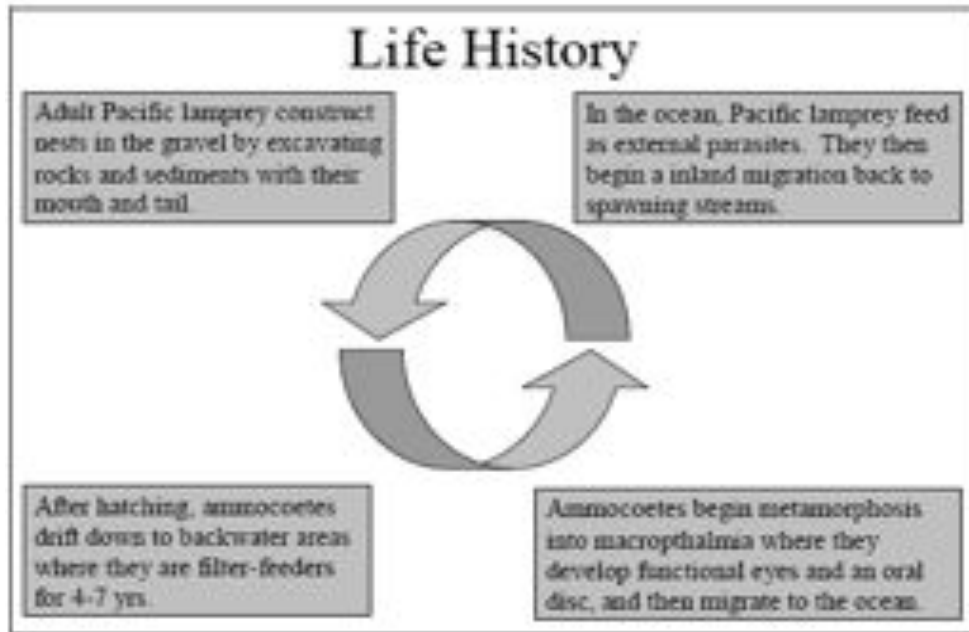 Life History
Adult Pacific lamprey construct
nests in the gravel by excavating
rocks and sediments with their
mouth and tail.
In the ocean, Pacific lamprey feed
as external parasites. They then
begin a inland migration back to
spawning streams.
After hatching, ammocoetes
drift down to backwater areas
where they are filter-feeders
for 4-7 yrs.
Ammocoetes begin metamorphosis
into macropthalmia where they
develop functional eyes and an oral
disc, and then migrate to the ocean.